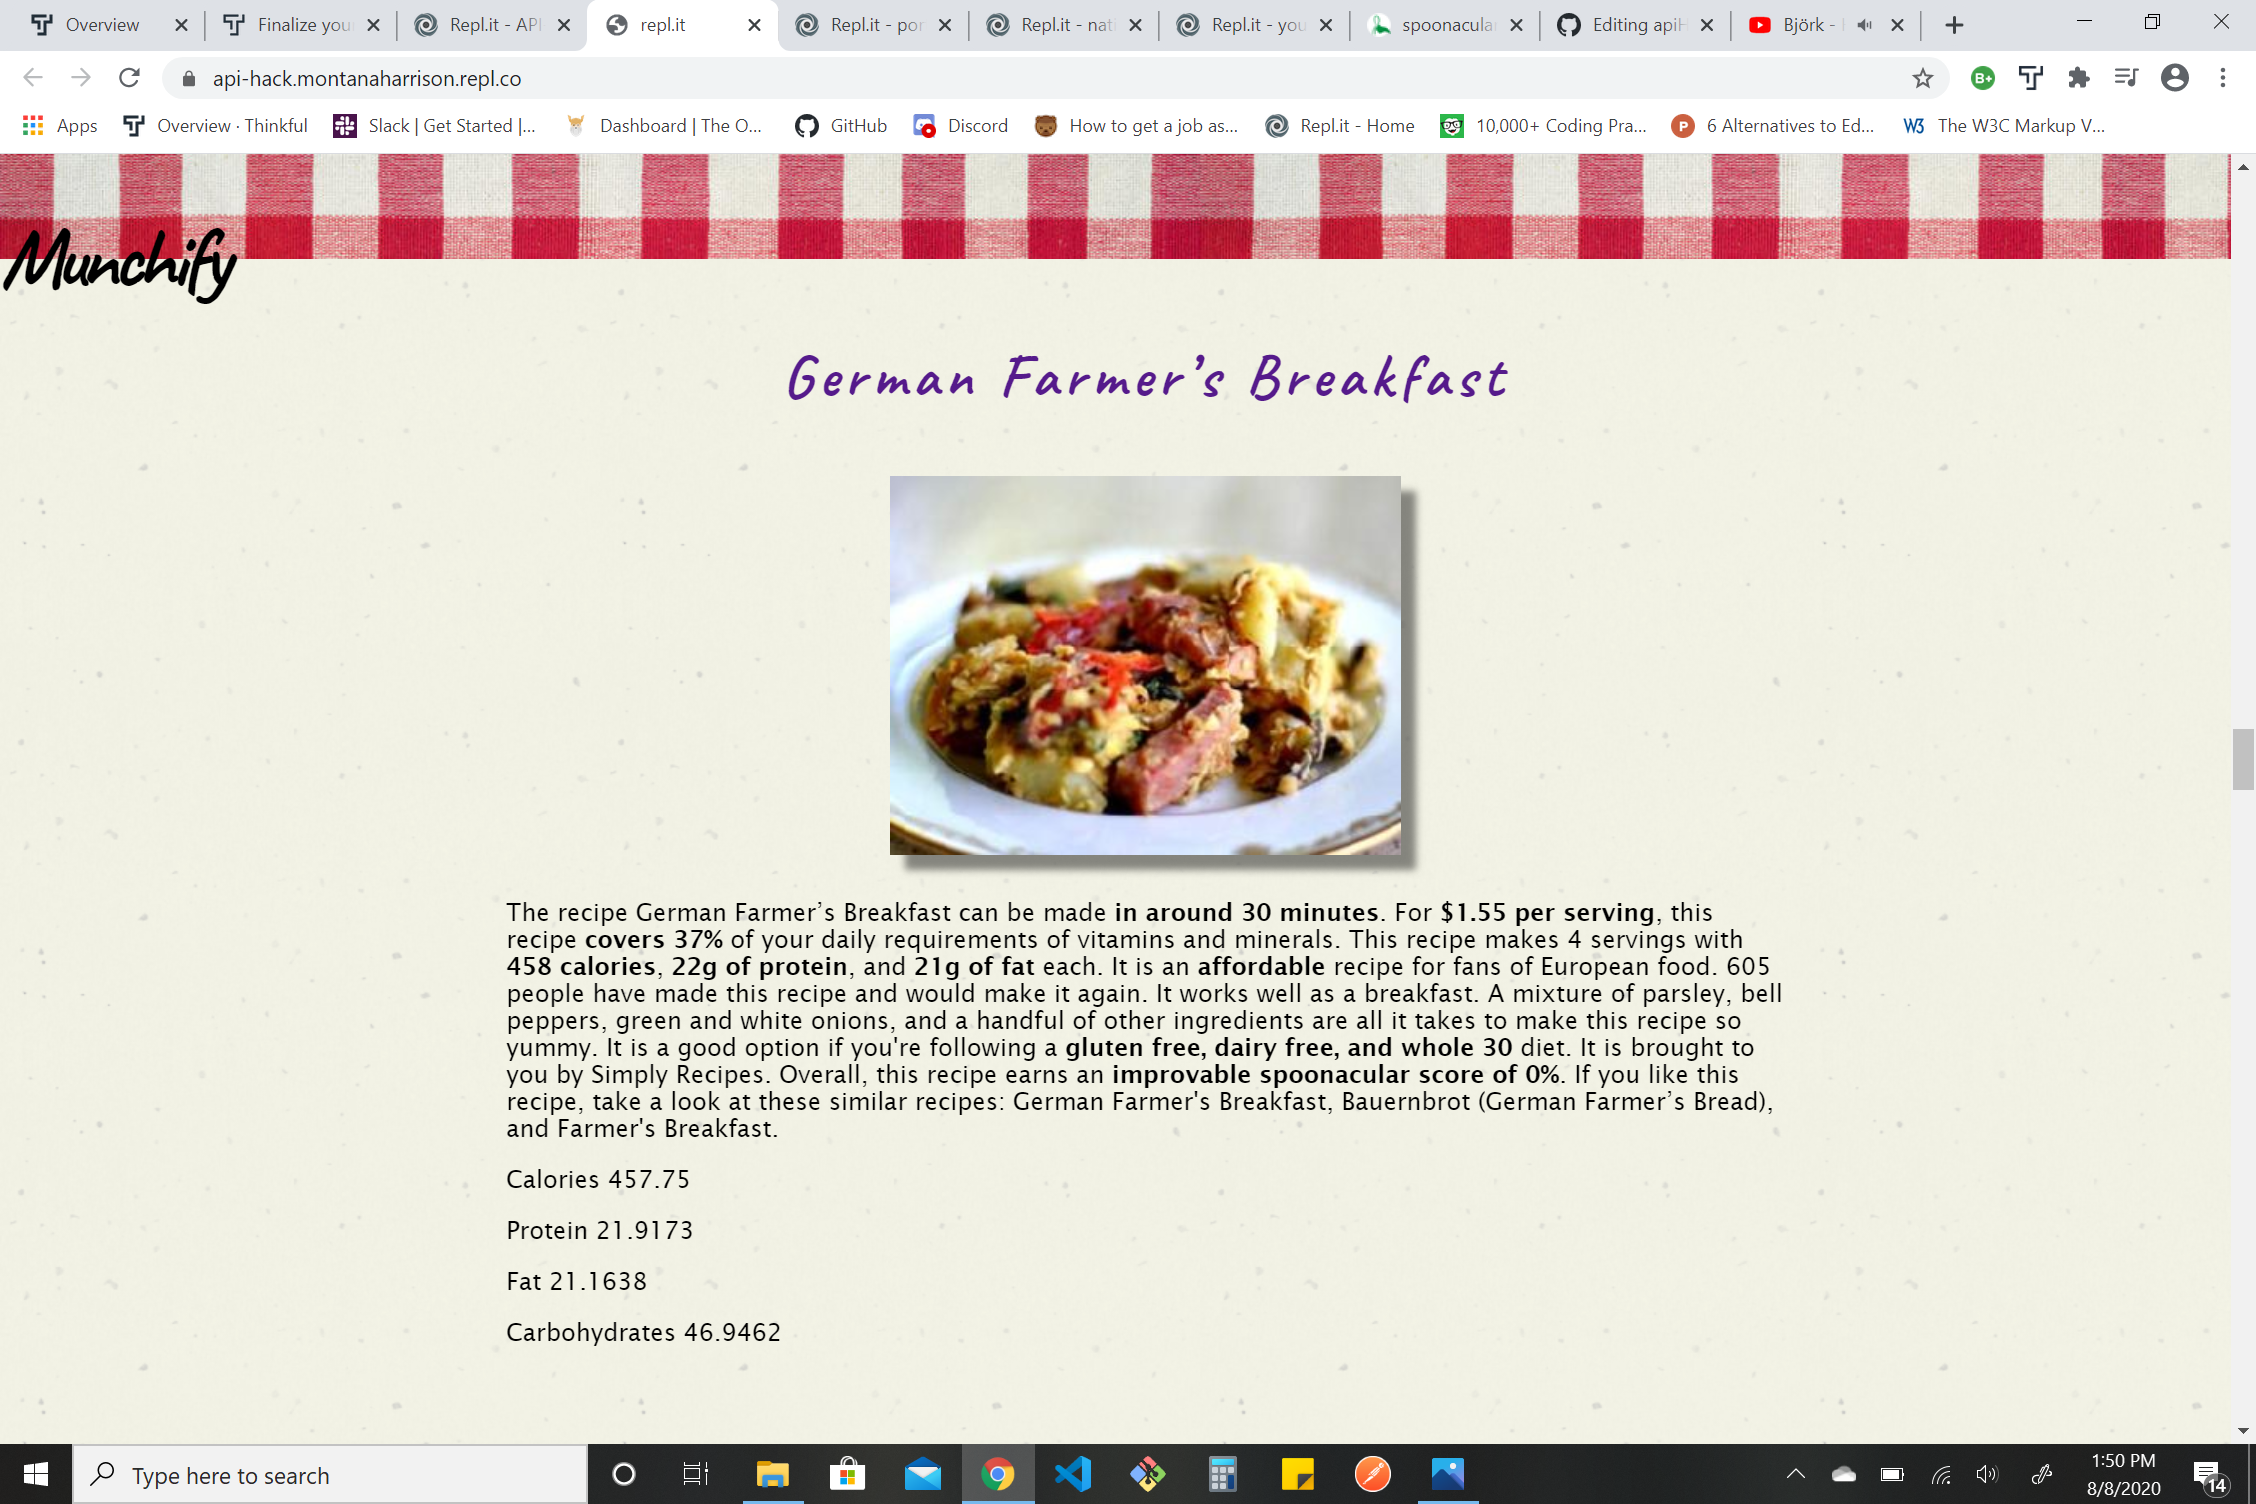 Overview
Finalize your
Repl.it - API
repl.it
Repl.it - por
Repl.it - nati
Repl.it - you
spoonacular
Editing apiH
Björk -
api-hack.montanaharrison.repl.co
B+
Apps
Overview · Thinkful
Slack | Get Started |...
Dashboard | The O...
GitHub
Discord
How to get a job as...
Repl.it - Home
10,000+ Coding Pra...
6 Alternatives to Ed...
The W3C Markup V...
Munchify
German Farmer’s Breakfast
The recipe German Farmer’s Breakfast can be made in around 30 minutes. For $1.55 per serving, this
recipe covers 37% of your daily requirements of vitamins and minerals. This recipe makes 4 servings with
458 calories, 22g of protein, and 21g of fat each. It is an affordable recipe for fans of European food. 605
people have made this recipe and would make it again. It works well as a breakfast. A mixture of parsley, bell
peppers, green and white onions, and a handful of other ingredients are all it takes to make this recipe so
yummy. It is a good option if you're following a gluten free, dairy free, and whole 30 diet. It is brought to
you by Simply Recipes. Overall, this recipe earns an improvable spoonacular score of 0%. If you like this
recipe, take a look at these similar recipes: German Farmer's Breakfast, Bauernbrot (German Farmer’s Bread),
and Farmer's Breakfast.
Calories 457.75
Protein 21.9173
Fat 21.1638
Carbohydrates 46.9462
Type here to search
1:50 PM
8/8/2020
14